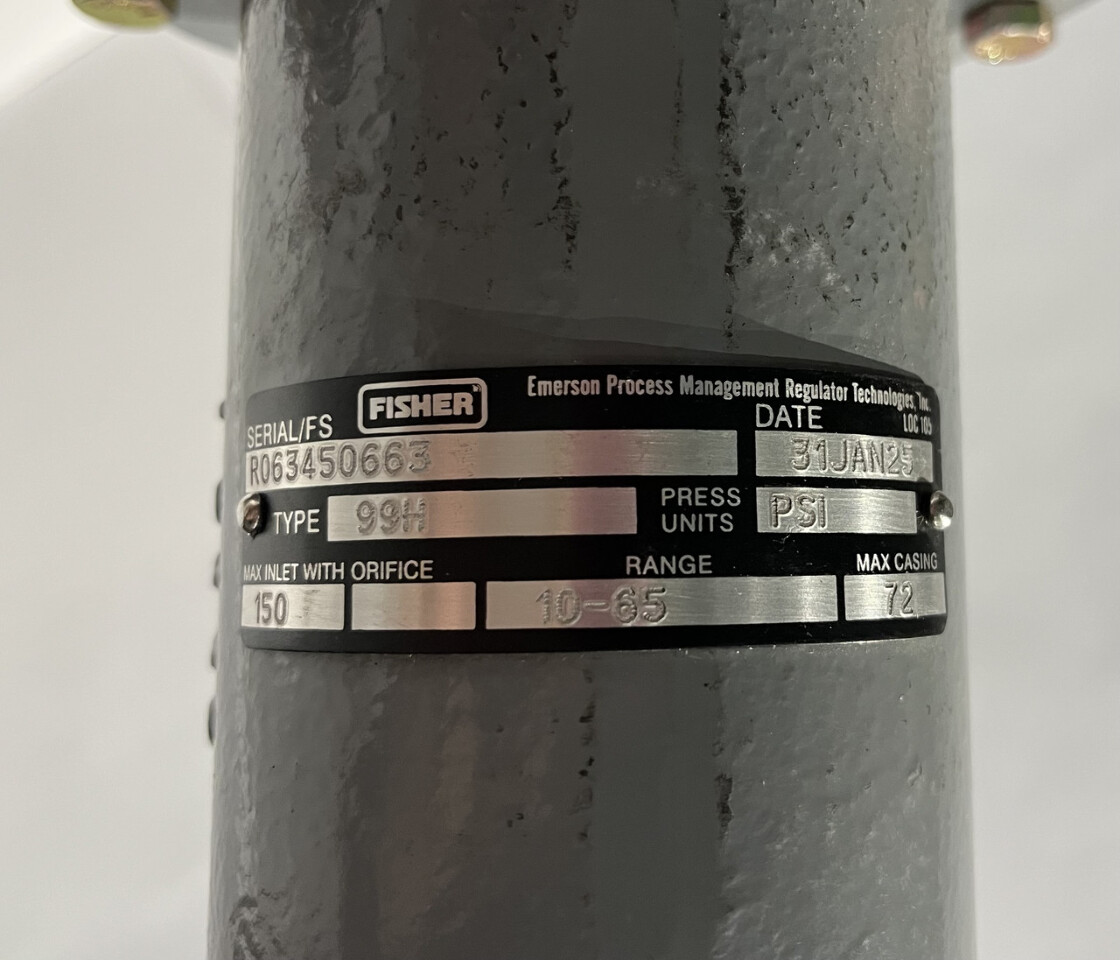 FISHER
Emerson Process Management Regulator Technologies, Inc.
LOC 105
SERIAL/FS
R063450663
DATE
31JAN25
TYPE 99H
PRESS UNITS PSI
MAX INLET WITH ORIFICE
150
RANGE
10-65
MAX CASING
72